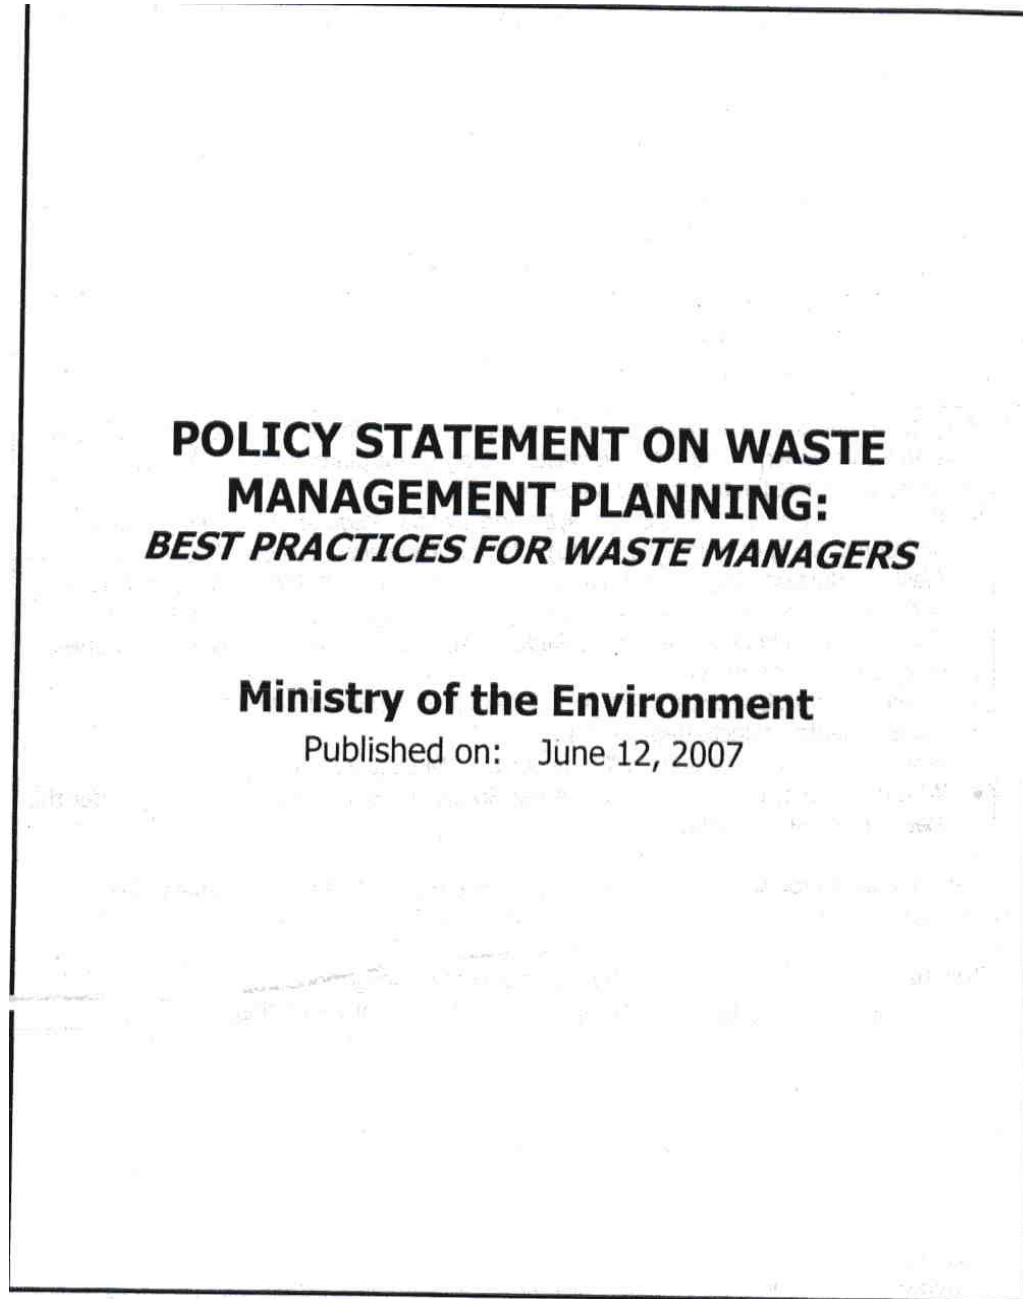 POLICY STATEMENT ON WASTE
MANAGEMENT PLANNING:
BEST PRACTICES FOR WASTE MANAGERS
Ministry of the Environment
Published on: June 12, 2007